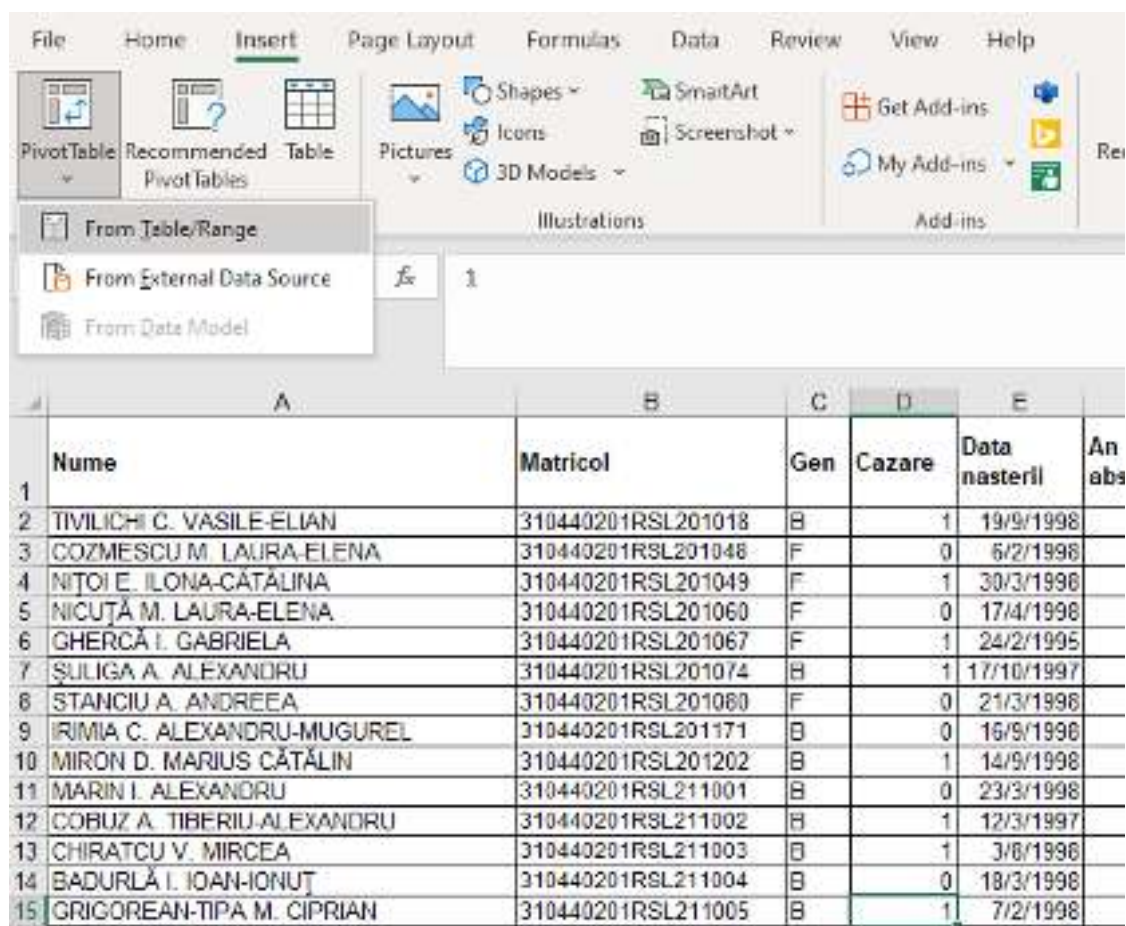 File Home Insert Page Layout Formulas Data Review View Help
PivotTable Recommended PivotTables Table Pictures Shapes Icons 3D Models SmartArt Screenshot Get Add-ins My Add-ins
Illustrations Add-ins
From Table/Range
From External Data Source
From Data Model
fx 1
A B C D E
1 Nume Matricol Gen Cazare Data nasterii An abs
2 TIVILICHI C. VASILE-ELIAN 310440201RSL201018 B 1 19/9/1998
3 COZMESCU M. LAURA-ELENA 310440201RSL201048 F 0 6/2/1998
4 NIȚOI E. ILONA-CĂTĂLINA 310440201RSL201049 F 1 30/3/1998
5 NICUȚĂ M. LAURA-ELENA 310440201RSL201060 F 0 17/4/1998
6 GHERCĂ I. GABRIELA 310440201RSL201067 F 1 24/2/1995
7 ȘULIGA A. ALEXANDRU 310440201RSL201074 B 1 17/10/1997
8 STANCIU A. ANDREEA 310440201RSL201080 F 0 21/3/1998
9 IRIMIA C. ALEXANDRU-MUGUREL 310440201RSL201171 B 0 16/9/1998
10 MIRON D. MARIUS CĂTĂLIN 310440201RSL201202 B 1 14/9/1998
11 MARIN I. ALEXANDRU 310440201RSL211001 B 0 23/3/1998
12 COBUZ A. TIBERIU-ALEXANDRU 310440201RSL211002 B 1 12/3/1997
13 CHIRATCU V. MIRCEA 310440201RSL211003 B 1 3/8/1998
14 BADURLĂ I. IOAN-IONUȚ 310440201RSL211004 B 0 18/3/1998
15 GRIGOREAN-TIPA M. CIPRIAN 310440201RSL211005 B 1 7/2/1998